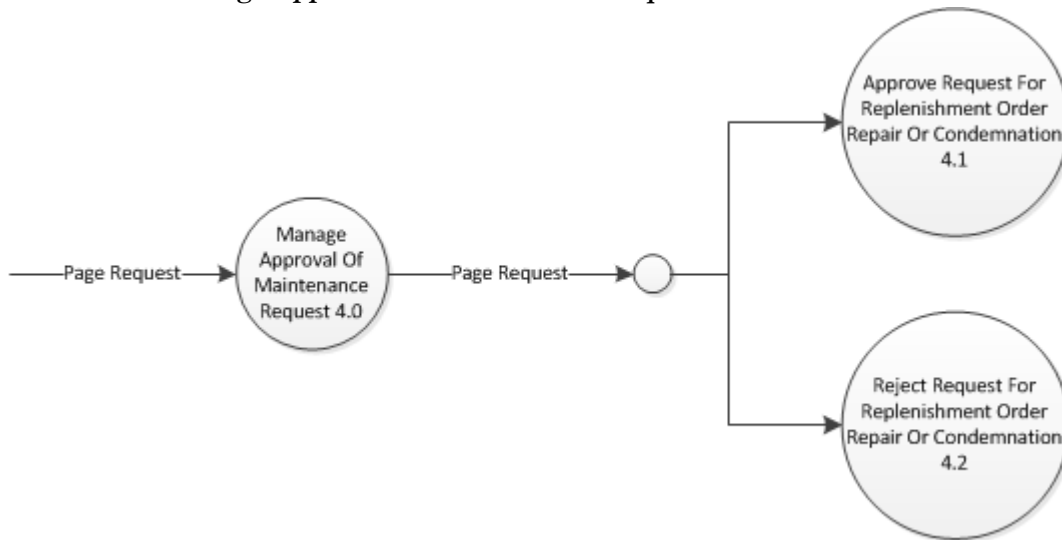 Page Request
Manage
Approval Of
Maintenance
Request 4.0
Page Request
Approve Request For
Replenishment Order
Repair Or Condemnation
4.1
Reject Request For
Replenishment Order
Repair Or Condemnation
4.2